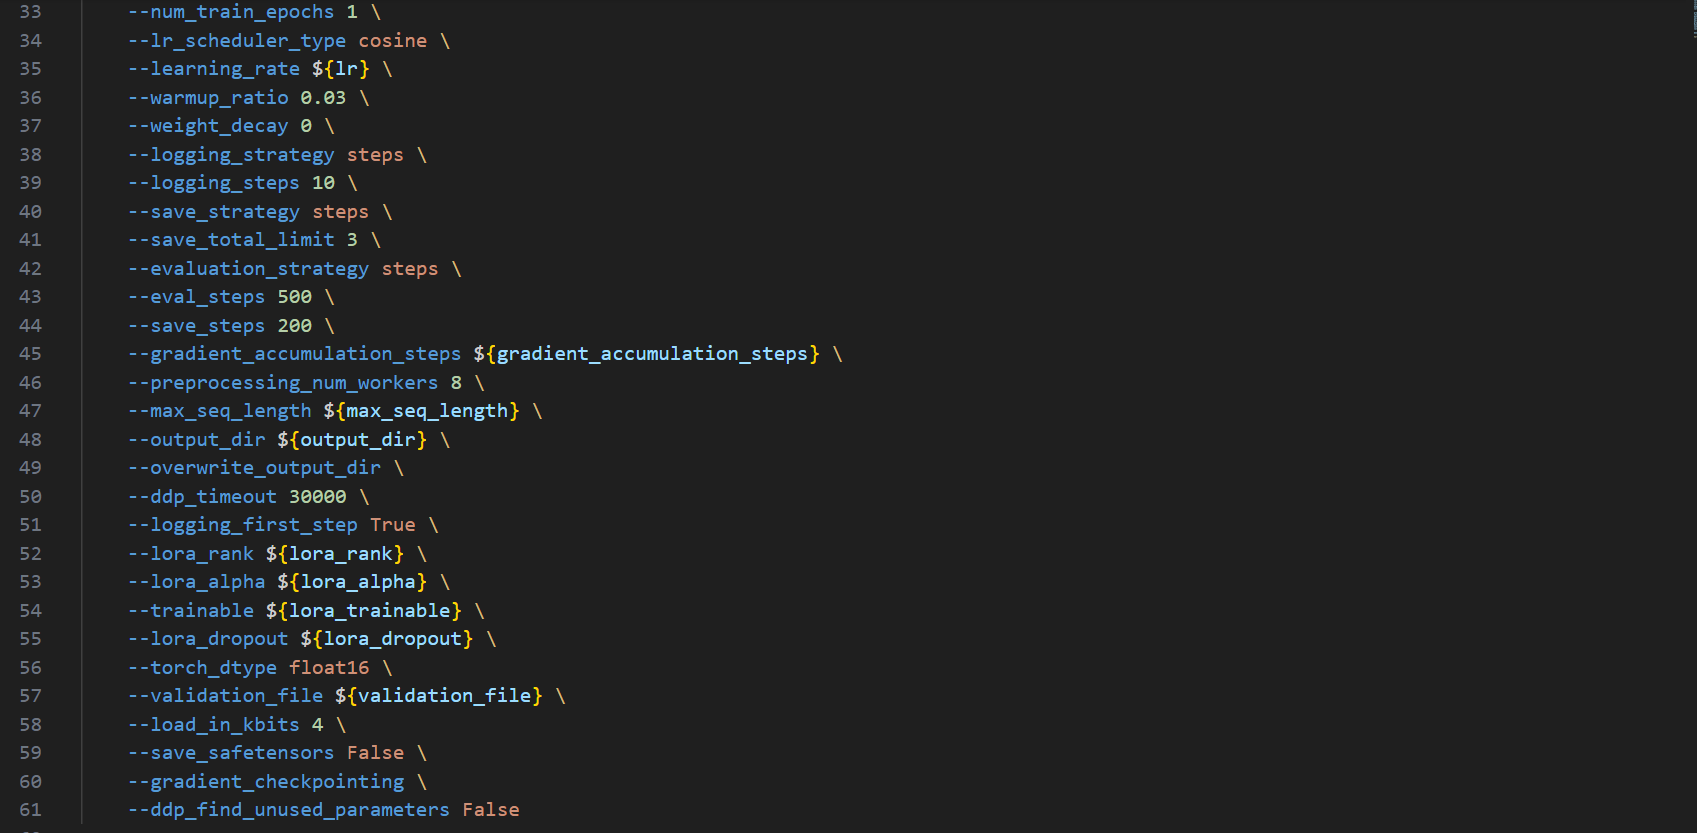 33 --num_train_epochs 1 \
34 --lr_scheduler_type cosine \
35 --learning_rate ${lr} \
36 --warmup_ratio 0.03 \
37 --weight_decay 0 \
38 --logging_strategy steps \
39 --logging_steps 10 \
40 --save_strategy steps \
41 --save_total_limit 3 \
42 --evaluation_strategy steps \
43 --eval_steps 500 \
44 --save_steps 200 \
45 --gradient_accumulation_steps ${gradient_accumulation_steps} \
46 --preprocessing_num_workers 8 \
47 --max_seq_length ${max_seq_length} \
48 --output_dir ${output_dir} \
49 --overwrite_output_dir \
50 --ddp_timeout 30000 \
51 --logging_first_step True \
52 --lora_rank ${lora_rank} \
53 --lora_alpha ${lora_alpha} \
54 --trainable ${lora_trainable} \
55 --lora_dropout ${lora_dropout} \
56 --torch_dtype float16 \
57 --validation_file ${validation_file} \
58 --load_in_kbits 4 \
59 --save_safetensors False \
60 --gradient_checkpointing \
61 --ddp_find_unused_parameters False